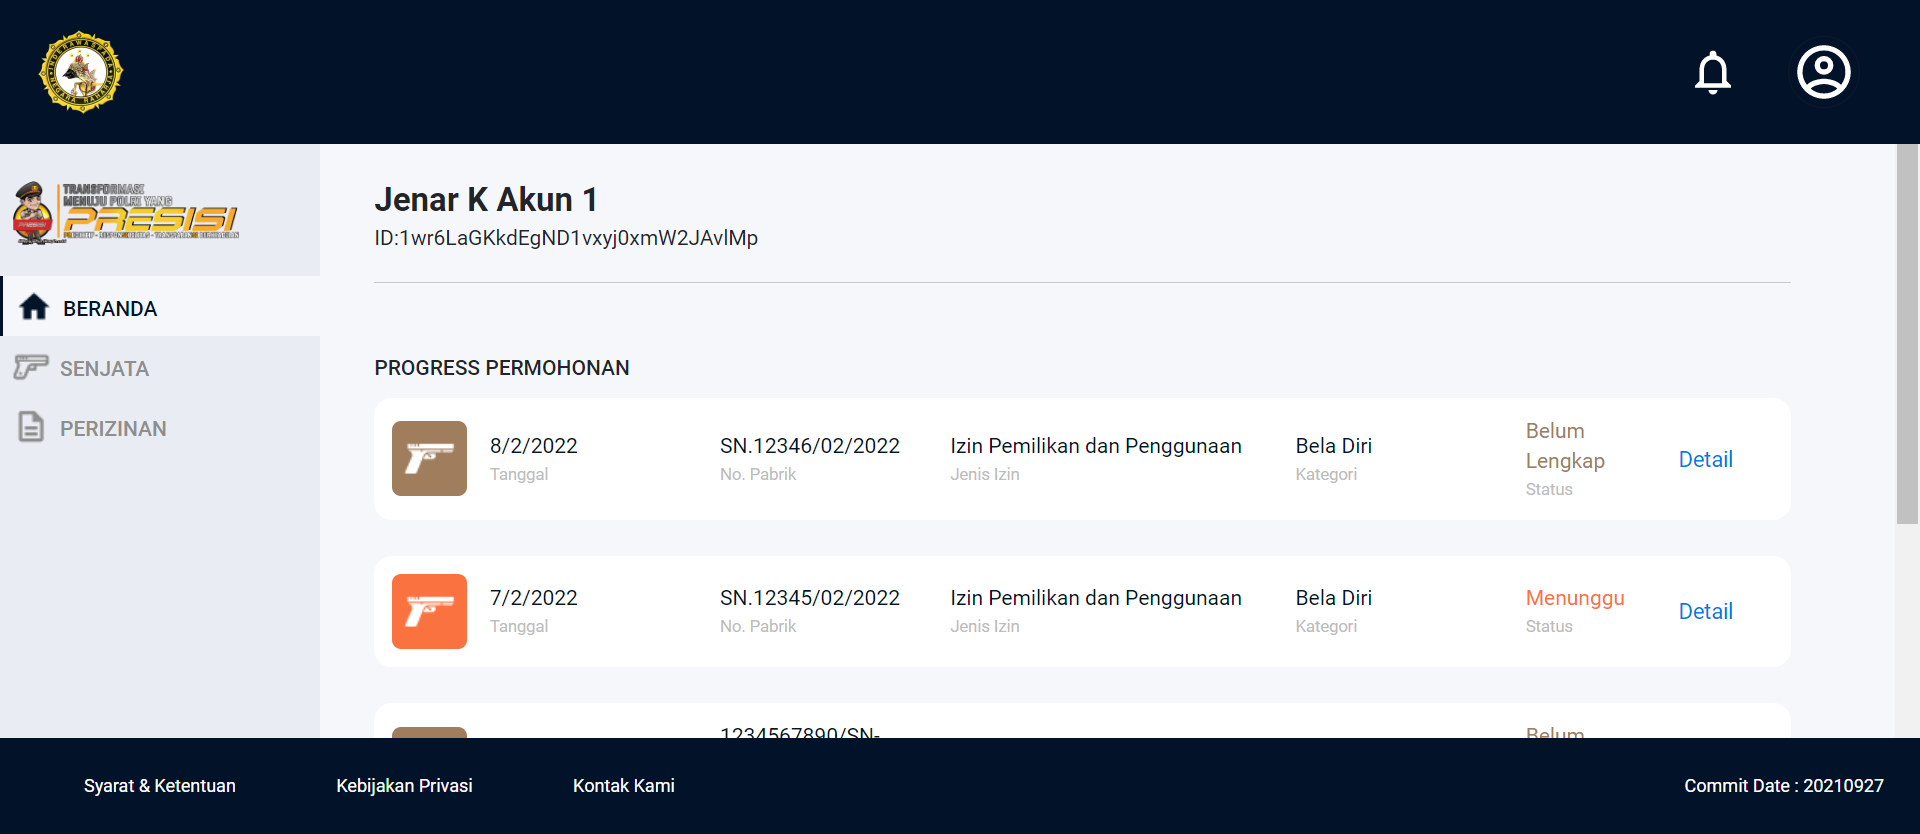 TRANSFORMASI
MENUJU POLRI YANG
PRESISI
Jenar K Akun 1
ID:1wr6LaGKkdEgND1vxyj0xmW2JAvlMp
BERANDA
SENJATA
PERIZINAN
PROGRESS PERMOHONAN
8/2/2022
Tanggal
SN.12346/02/2022
No. Pabrik
Izin Pemilikan dan Penggunaan
Jenis Izin
Bela Diri
Kategori
Belum
Lengkap
Status
Detail
7/2/2022
Tanggal
SN.12345/02/2022
No. Pabrik
Izin Pemilikan dan Penggunaan
Jenis Izin
Bela Diri
Kategori
Menunggu
Status
Detail
1234567890/SN-
Belum
Syarat & Ketentuan
Kebijakan Privasi
Kontak Kami
Commit Date : 20210927